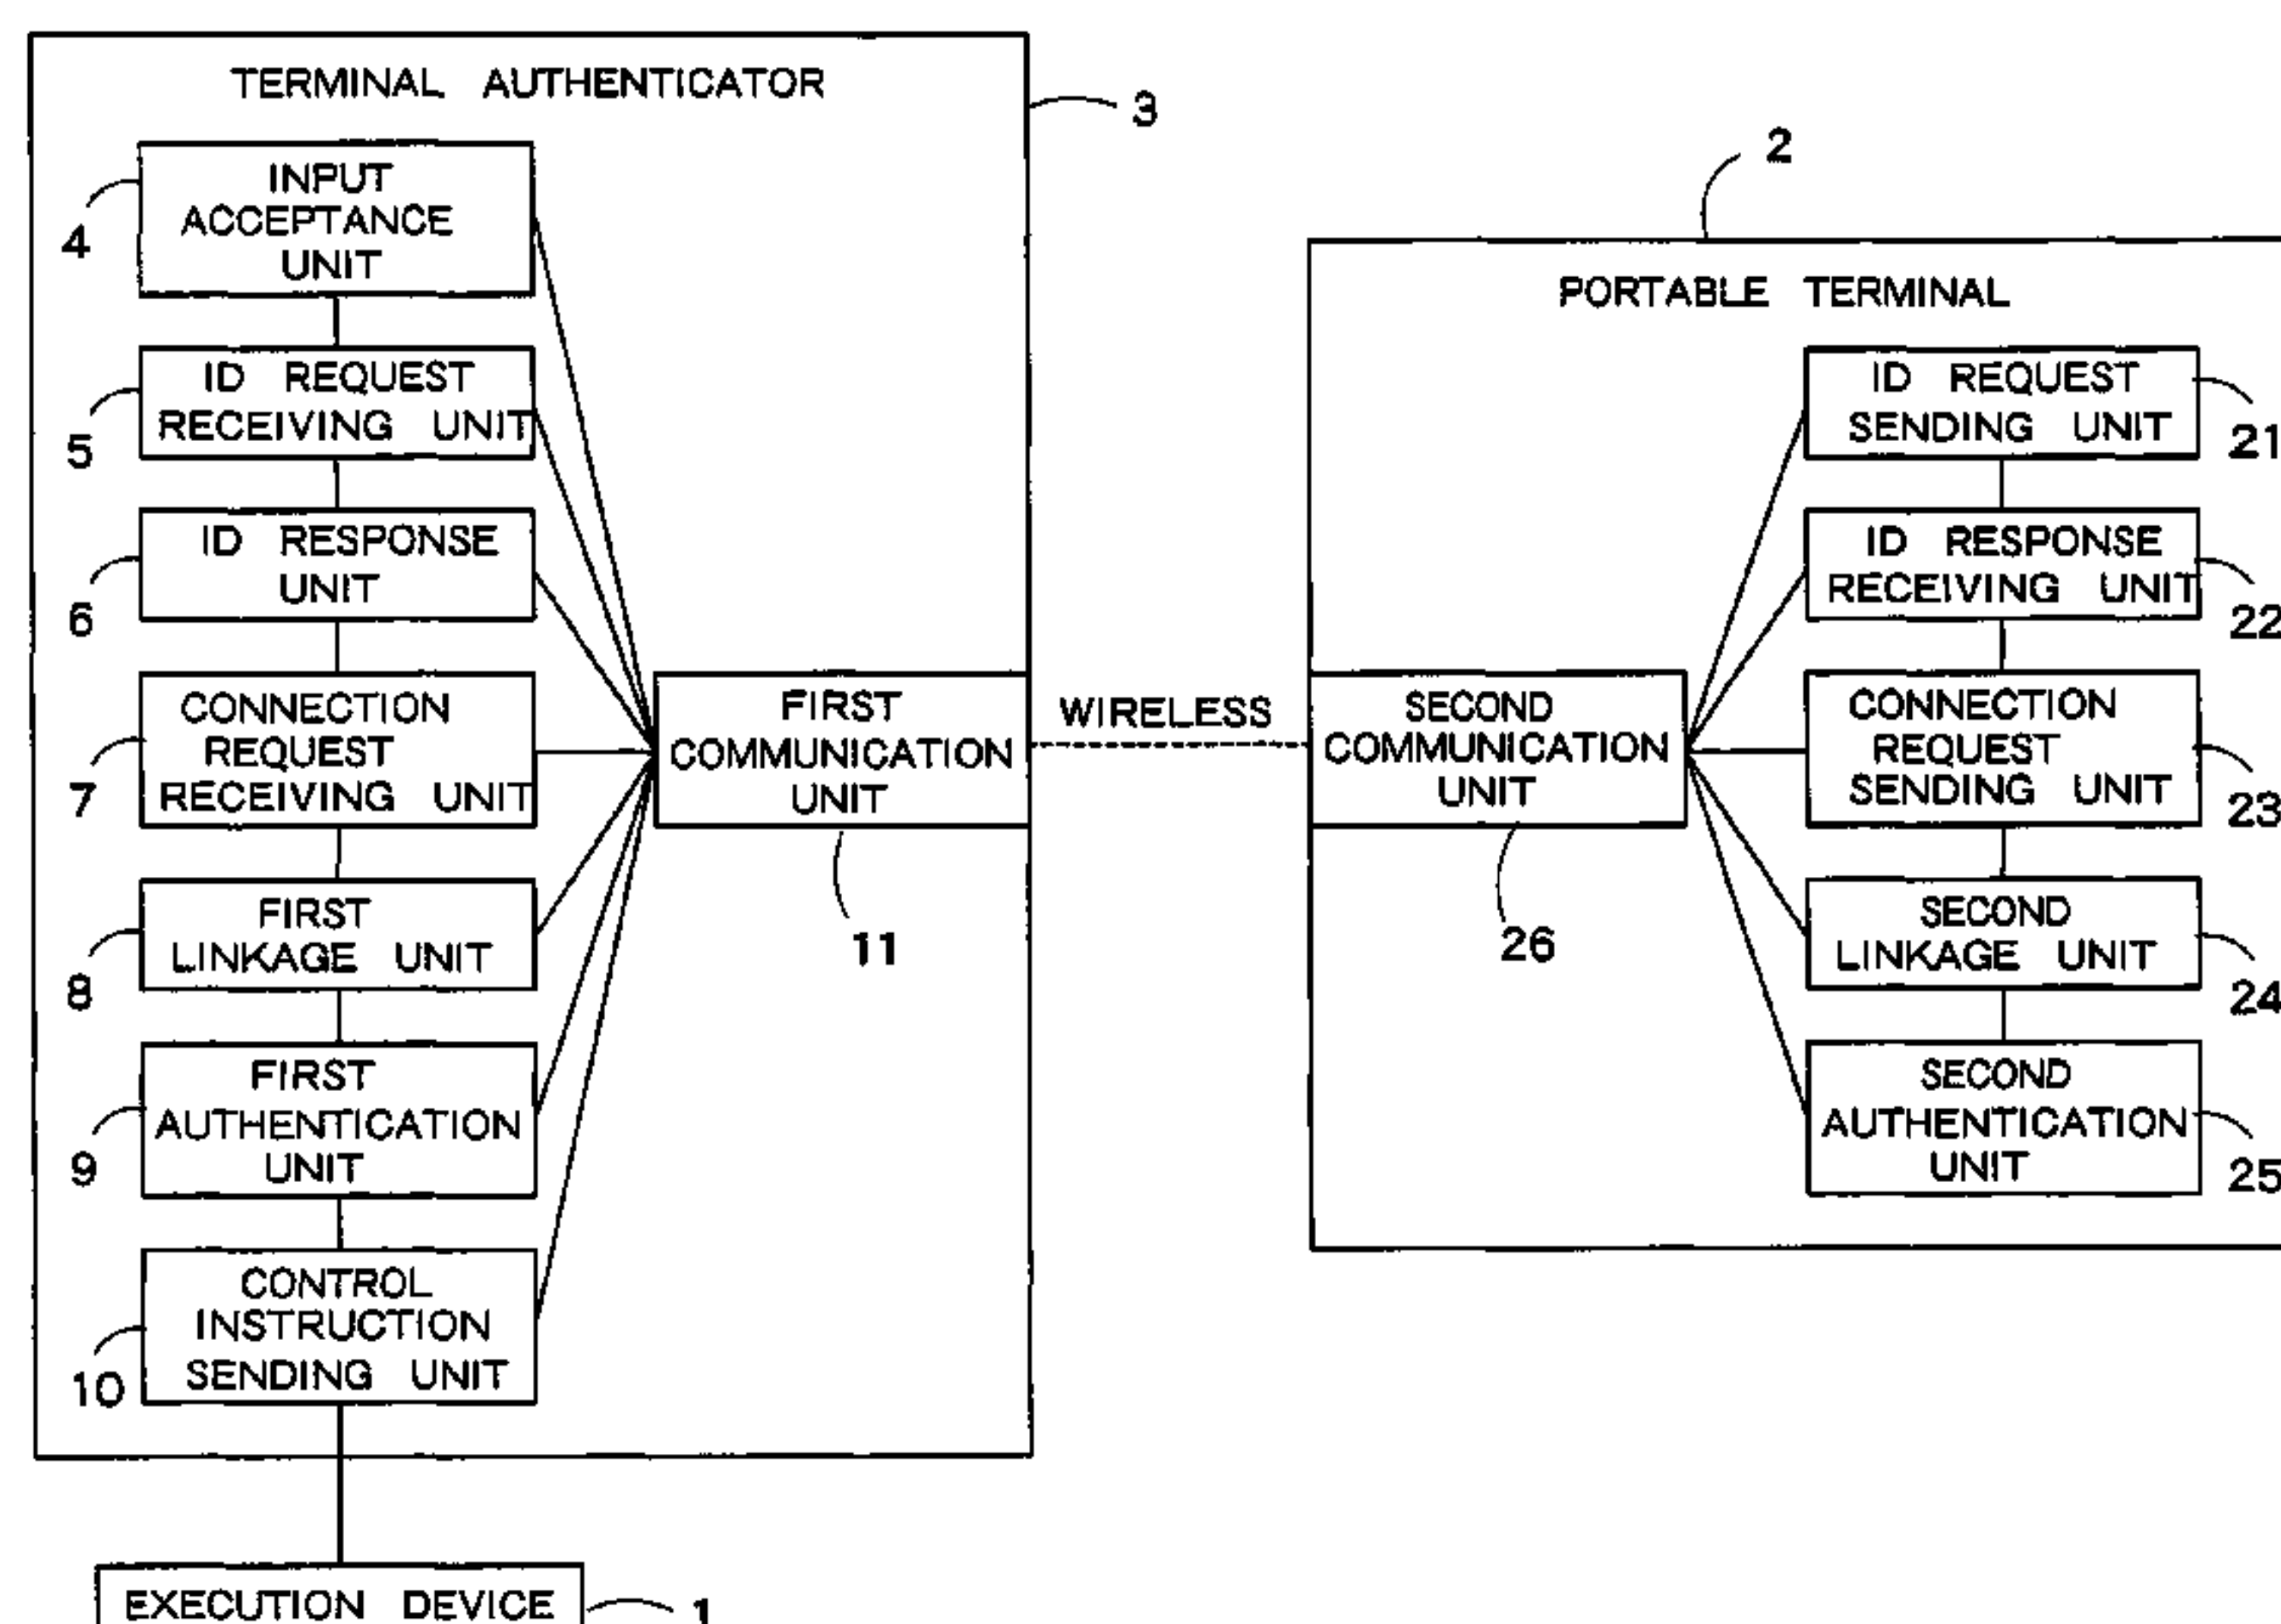 TERMINAL AUTHENTICATOR
3
INPUT
ACCEPTANCE
UNIT
4
ID REQUEST
RECEIVING UNIT
5
ID RESPONSE
UNIT
6
CONNECTION
REQUEST
RECEIVING UNIT
7
FIRST
LINKAGE UNIT
8
FIRST
AUTHENTICATION
UNIT
9
CONTROL
INSTRUCTION
SENDING UNIT
10
FIRST
COMMUNICATION
UNIT
11
WIRELESS
2
PORTABLE TERMINAL
SECOND
COMMUNICATION
UNIT
26
ID REQUEST
SENDING UNIT
21
ID RESPONSE
RECEIVING UNIT
22
CONNECTION
REQUEST
SENDING UNIT
23
SECOND
LINKAGE UNIT
24
SECOND
AUTHENTICATION
UNIT
25
EXECUTION DEVICE
1